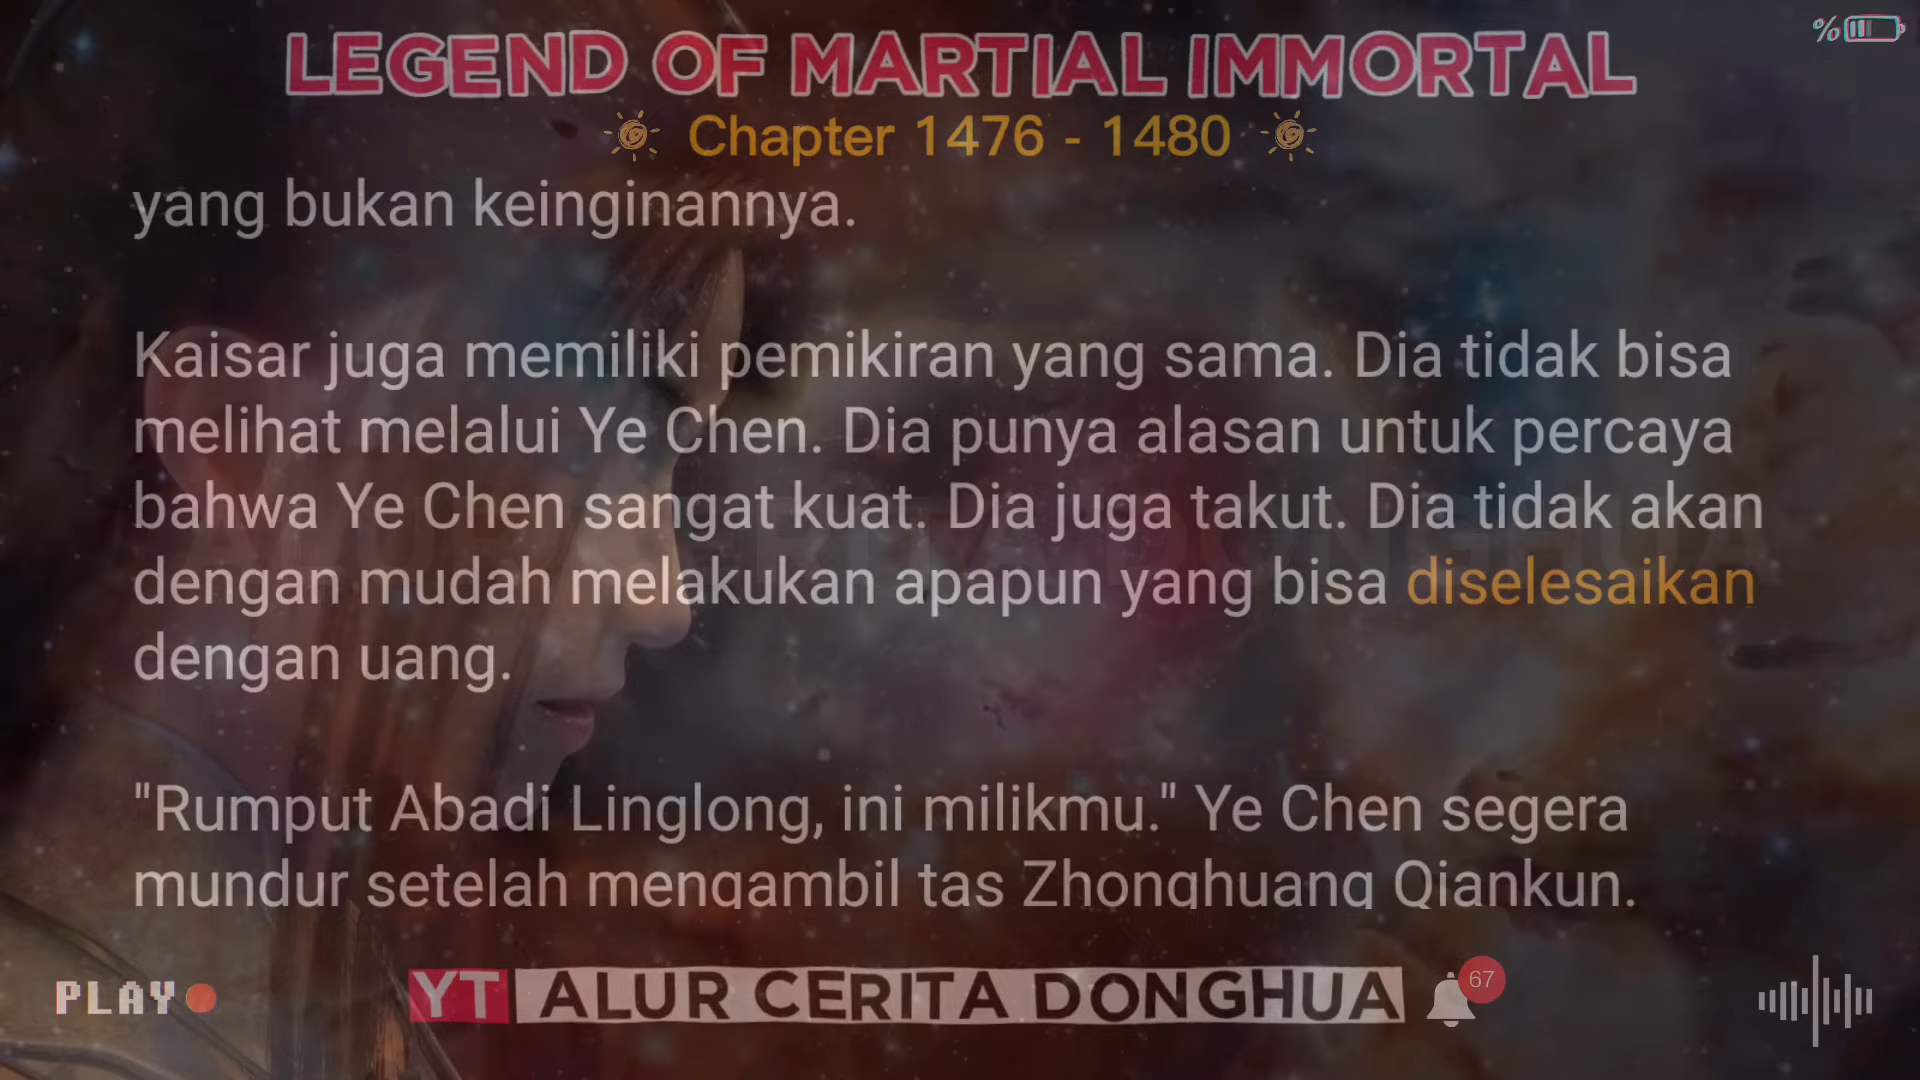 LEGEND OF MARTIAL IMMORTAL
%
Chapter 1476 - 1480
yang bukan keinginannya.
Kaisar juga memiliki pemikiran yang sama. Dia tidak bisa
melihat melalui Ye Chen. Dia punya alasan untuk percaya
bahwa Ye Chen sangat kuat. Dia juga takut. Dia tidak akan
dengan mudah melakukan apapun yang bisa diselesaikan
dengan uang.
"Rumput Abadi Linglong, ini milikmu." Ye Chen segera
mundur setelah mengambil tas Zhonghuang Qiankun.
PLAY
YT ALUR CERITA DONGHUA
67